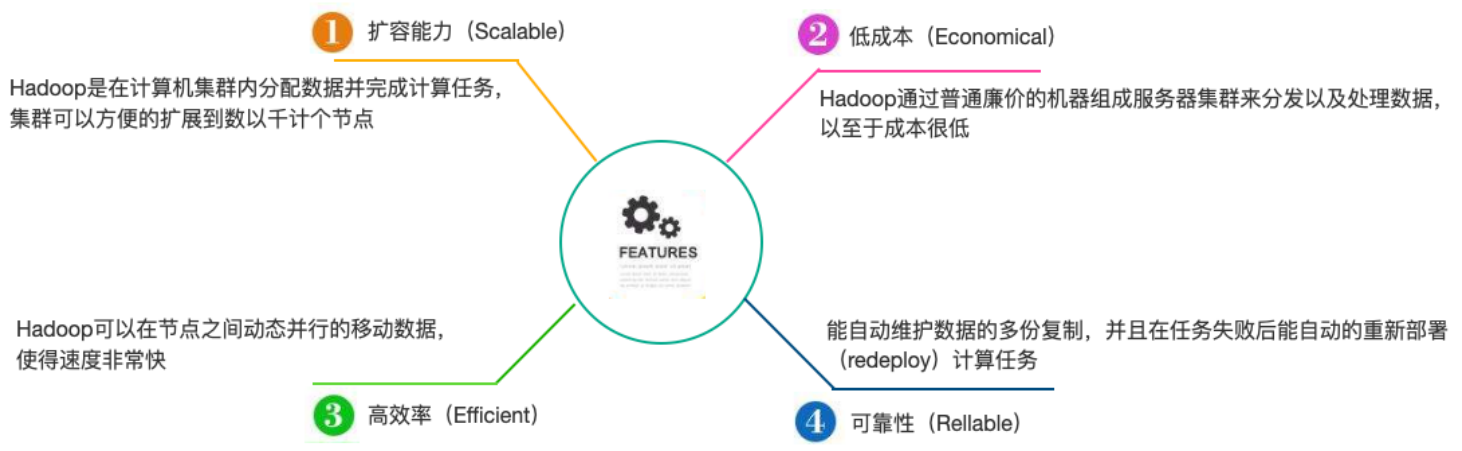 1 扩容能力（Scalable）
Hadoop是在计算机集群内分配数据并完成计算任务，
集群可以方便的扩展到数以千计个节点
2 低成本（Economical）
Hadoop通过普通廉价的机器组成服务器集群来分发以及处理数据，
以至于成本很低
FEATURES
Hadoop可以在节点之间动态并行的移动数据，
使得速度非常快
3 高效率（Efficient）
能自动维护数据的多份复制，并且在任务失败后能自动的重新部署
（redeploy）计算任务
4 可靠性（Rellable）